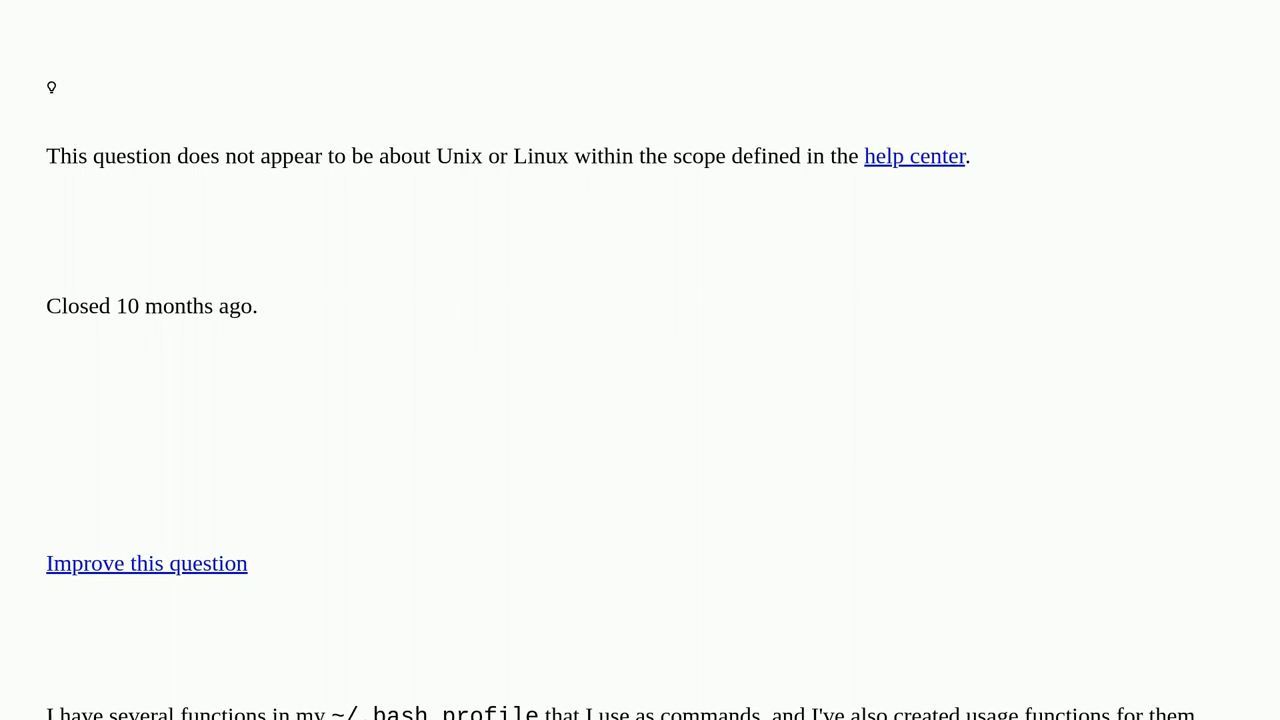 This question does not appear to be about Unix or Linux within the scope defined in the help center.
Closed 10 months ago.
Improve this question
I have several functions in my ~/.bash_profile that I use as commands, and I've also created usage functions for them